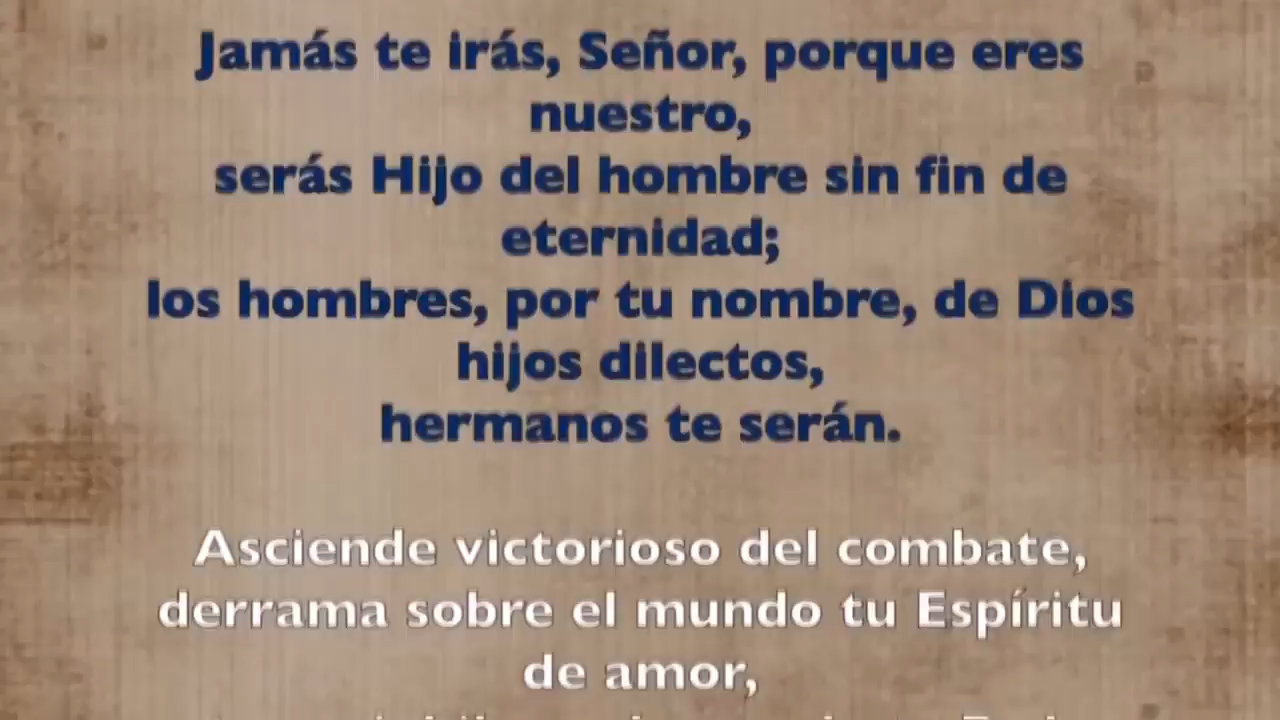 Jamás te irás, Señor, porque eres
nuestro,
serás Hijo del hombre sin fin de
eternidad;
los hombres, por tu nombre, de Dios
hijos dilectos,
hermanos te serán.
Asciende victorioso del combate,
derrama sobre el mundo tu Espíritu
de amor,